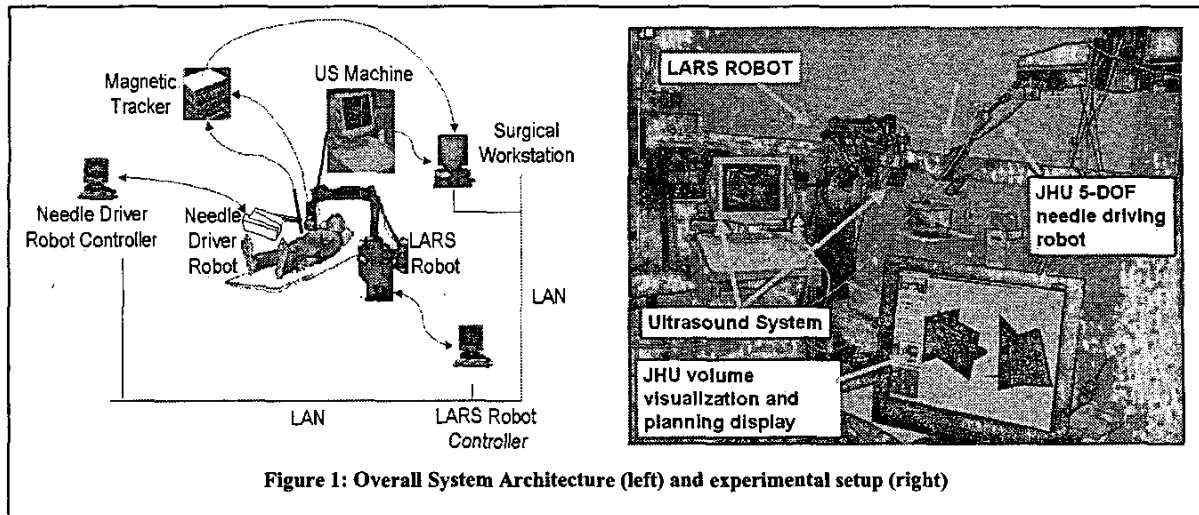 Magnetic
Tracker
US Machine
Surgical
Workstation
Needle Driver
Robot Controller
Needle
Driver
Robot
LARS
Robot
LAN
LAN
LARS Robot
Controller
LARS ROBOT
JHU 5-DOF
needle driving
robot
Ultrasound System
JHU volume
visualization and
planning display
Figure 1: Overall System Architecture (left) and experimental setup (right)